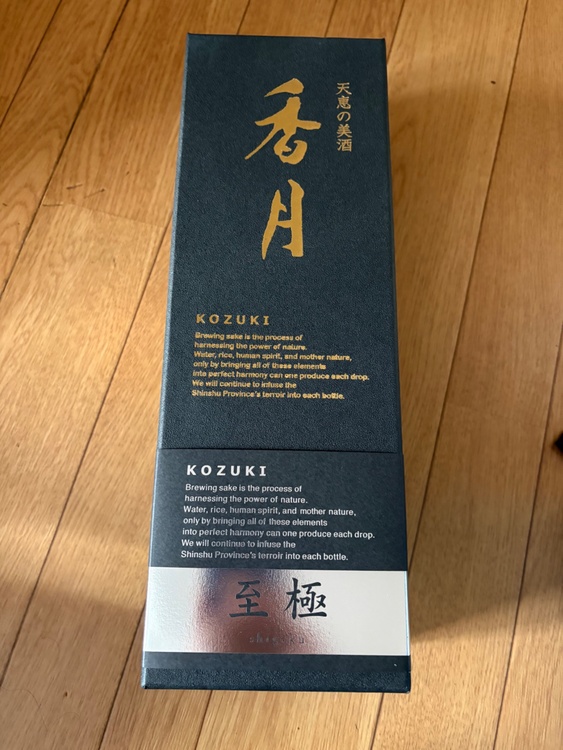 天恵の美酒
香月
KOZUKI
Brewing sake is the process of
harnessing the power of nature.
Water, rice, human spirit, and mother nature,
only by bringing all of these elements
into perfect harmony can one produce each drop.
We will continue to infuse the
Shinshu Province's terroir into each bottle.
KOZUKI
Brewing sake is the process of
harnessing the power of nature.
Water, rice, human spirit, and mother nature,
only by bringing all of these elements
into perfect harmony can one produce each drop.
We will continue to infuse the
Shinshu Province's terroir into each bottle.
至極